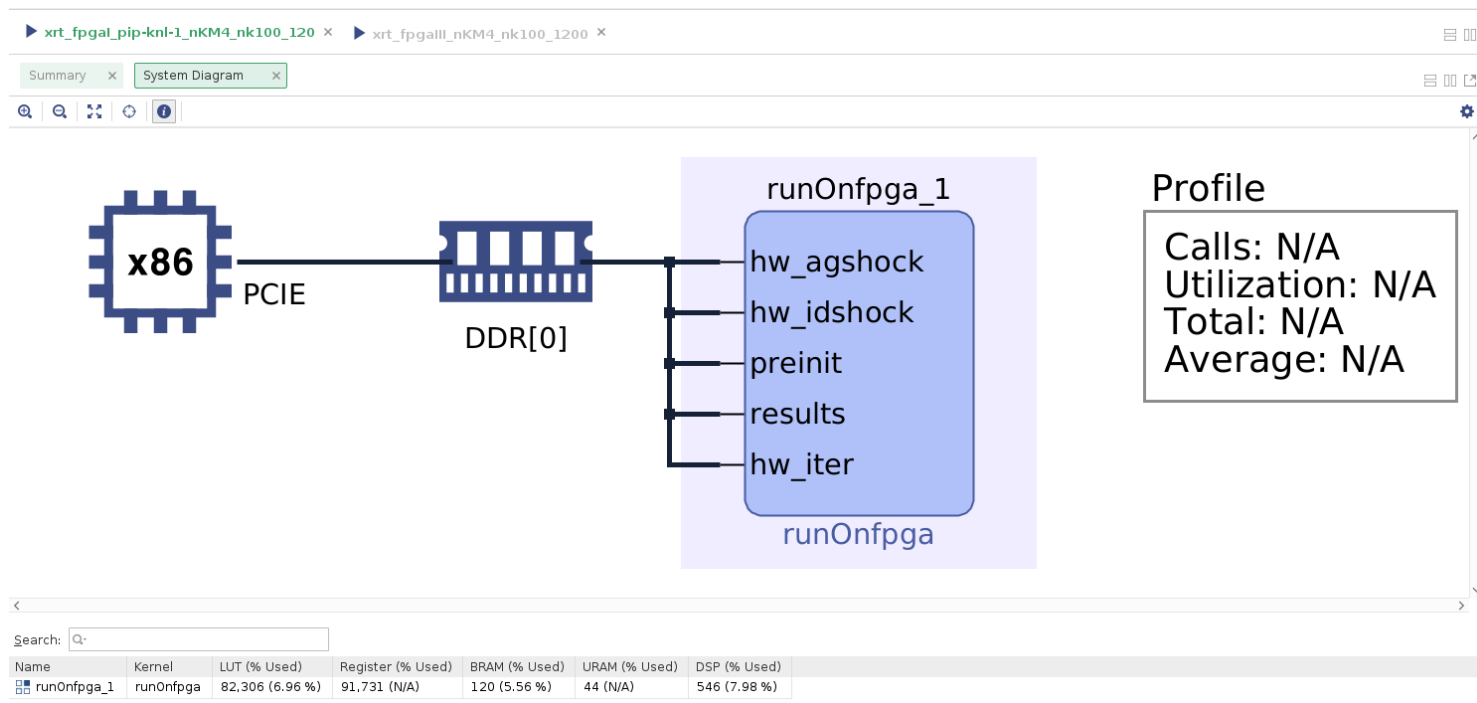 xrt_fpgaI_pip-knl-1_nKM4_nk100_120 × xrt_fpgaIII_nKM4_nk100_1200 ×
Summary × System Diagram ×
runOnfpga_1
x86
PCIE
DDR[0]
hw_agshock
hw_idshock
preinit
results
hw_iter
runOnfpga
Profile
Calls: N/A
Utilization: N/A
Total: N/A
Average: N/A
Search:
Name Kernel LUT (% Used) Register (% Used) BRAM (% Used) URAM (% Used) DSP (% Used)
runOnfpga_1 runOnfpga 82,306 (6.96 %) 91,731 (N/A) 120 (5.56 %) 44 (N/A) 546 (7.98 %)